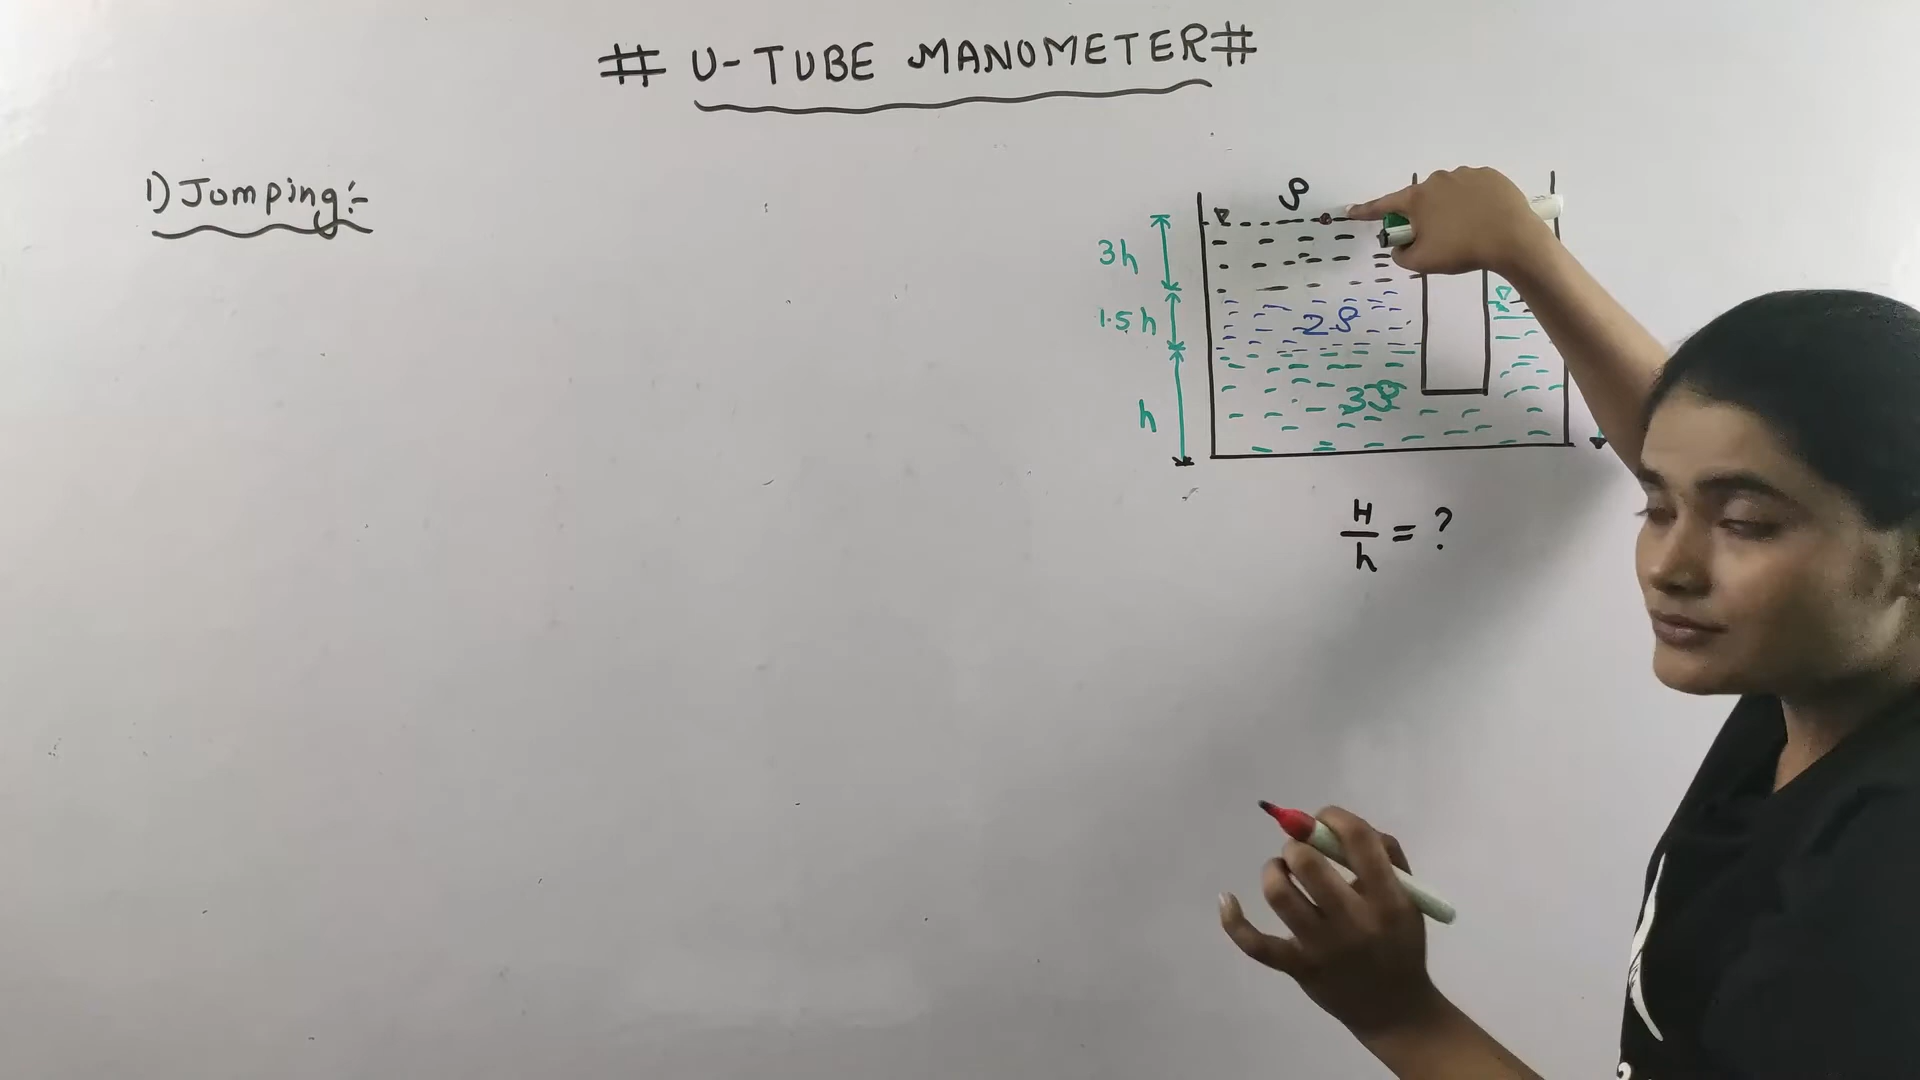 # U-TUBE MANOMETER #
1) Jumping:-
ρ
3h
1.5h
2ρ
3ρ
h
H/h = ?